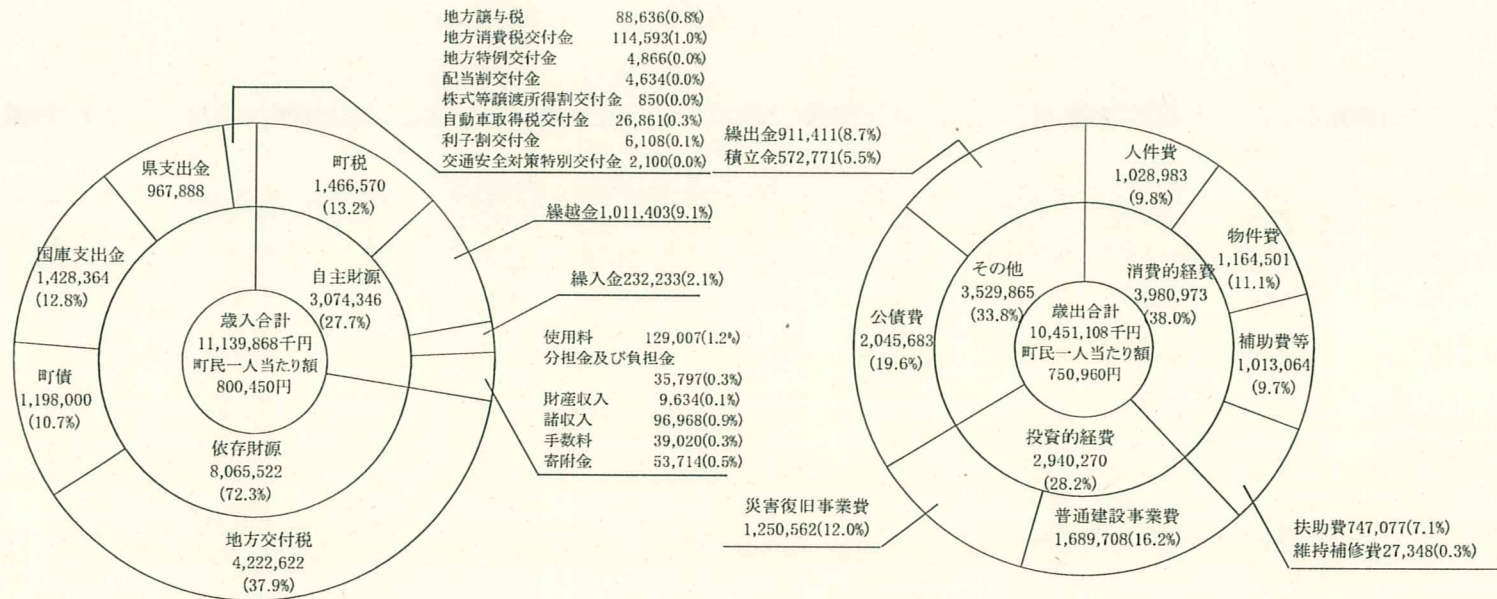 地方譲与税 88,636(0.8%)
地方消費税交付金 114,593(1.0%)
地方特例交付金 4,866(0.0%)
配当割交付金 4,634(0.0%)
株式等譲渡所得割交付金 850(0.0%)
自動車取得税交付金 26,861(0.3%)
利子割交付金 6,108(0.1%)
交通安全対策特別交付金 2,100(0.0%)
県支出金
967,888
町税
1,466,570
(13.2%)
繰越金1,011,403(9.1%)
国庫支出金
1,428,364
(12.8%)
自主財源
3,074,346
(27.7%)
繰入金232,233(2.1%)
歳入合計
11,139,868千円
町民一人当たり額
800,450円
使用料 129,007(1.2%)
分担金及び負担金
35,797(0.3%)
財産収入 9,634(0.1%)
諸収入 96,968(0.9%)
手数料 39,020(0.3%)
寄附金 53,714(0.5%)
町債
1,198,000
(10.7%)
依存財源
8,065,522
(72.3%)
地方交付税
4,222,622
(37.9%)
繰出金911,411(8.7%)
積立金572,771(5.5%)
人件費
1,028,983
(9.8%)
物件費
1,164,501
(11.1%)
その他
3,529,865
(33.8%)
消費的経費
3,980,973
(38.0%)
公債費
2,045,683
(19.6%)
歳出合計
10,451,108千円
町民一人当たり額
750,960円
補助費等
1,013,064
(9.7%)
投資的経費
2,940,270
(28.2%)
災害復旧事業費
1,250,562(12.0%)
普通建設事業費
1,689,708(16.2%)
扶助費747,077(7.1%)
維持補修費27,348(0.3%)